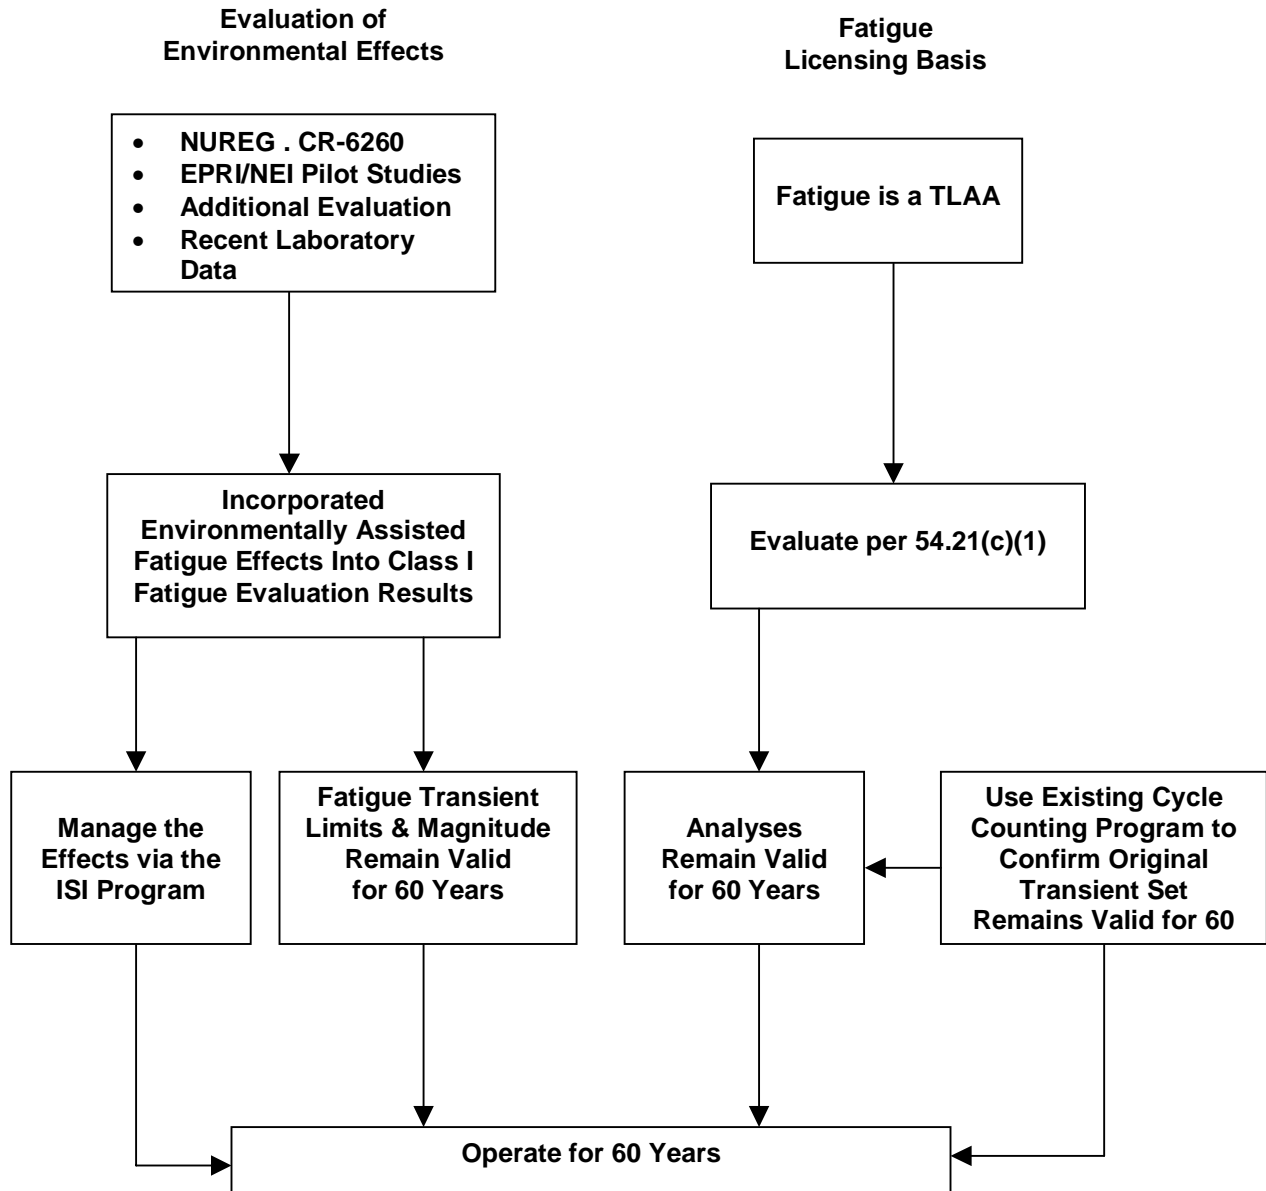 Evaluation of
Environmental Effects
Fatigue
Licensing Basis
• NUREG . CR-6260
• EPRI/NEI Pilot Studies
• Additional Evaluation
• Recent Laboratory
Data
Fatigue is a TLAA
Incorporated
Environmentally Assisted
Fatigue Effects Into Class I
Fatigue Evaluation Results
Evaluate per 54.21(c)(1)
Manage the
Effects via the
ISI Program
Fatigue Transient
Limits & Magnitude
Remain Valid
for 60 Years
Analyses
Remain Valid
for 60 Years
Use Existing Cycle
Counting Program to
Confirm Original
Transient Set
Remains Valid for 60
Operate for 60 Years